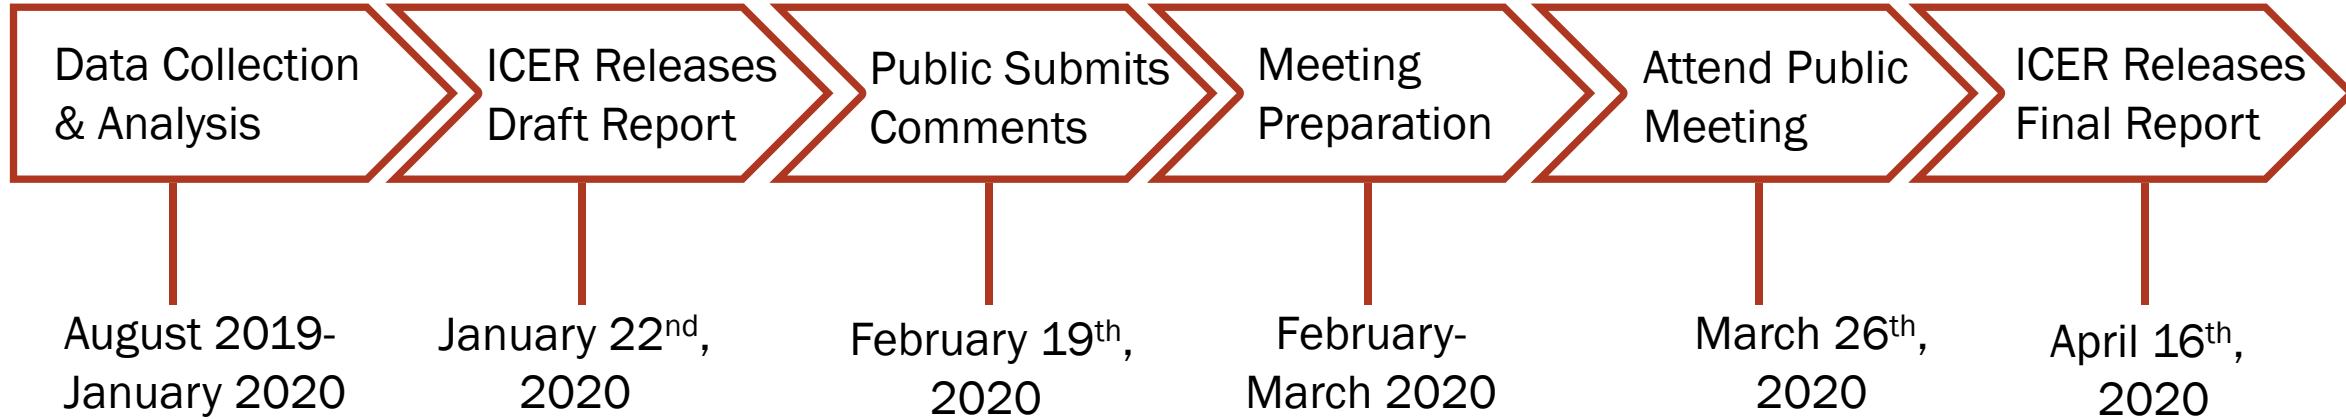 Data Collection
& Analysis
ICER Releases
Draft Report
Public Submits
Comments
Meeting
Preparation
Attend Public
Meeting
ICER Releases
Final Report
August 2019-
January 2020
January 22nd,
2020
February 19th,
2020
February-
March 2020
March 26th,
2020
April 16th,
2020